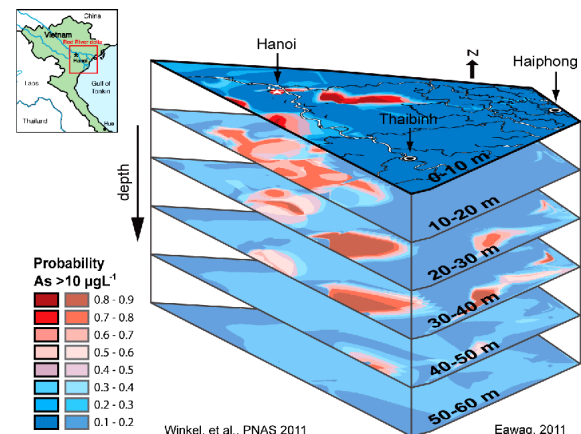 China
Vietnam
Red River delta
Hanoi
Laos
Gulf of
Tonkin
Thailand
Hue
Hanoi
Z
Haiphong
Thaibinh
depth
0-10 m
10-20 m
20-30 m
30-40 m
40-50 m
50-60 m
Probability
As >10 µgL⁻¹
0.8 - 0.9
0.7 - 0.8
0.6 - 0.7
0.5 - 0.6
0.4 - 0.5
0.3 - 0.4
0.2 - 0.3
0.1 - 0.2
Winkel, et al., PNAS 2011
Eawag, 2011